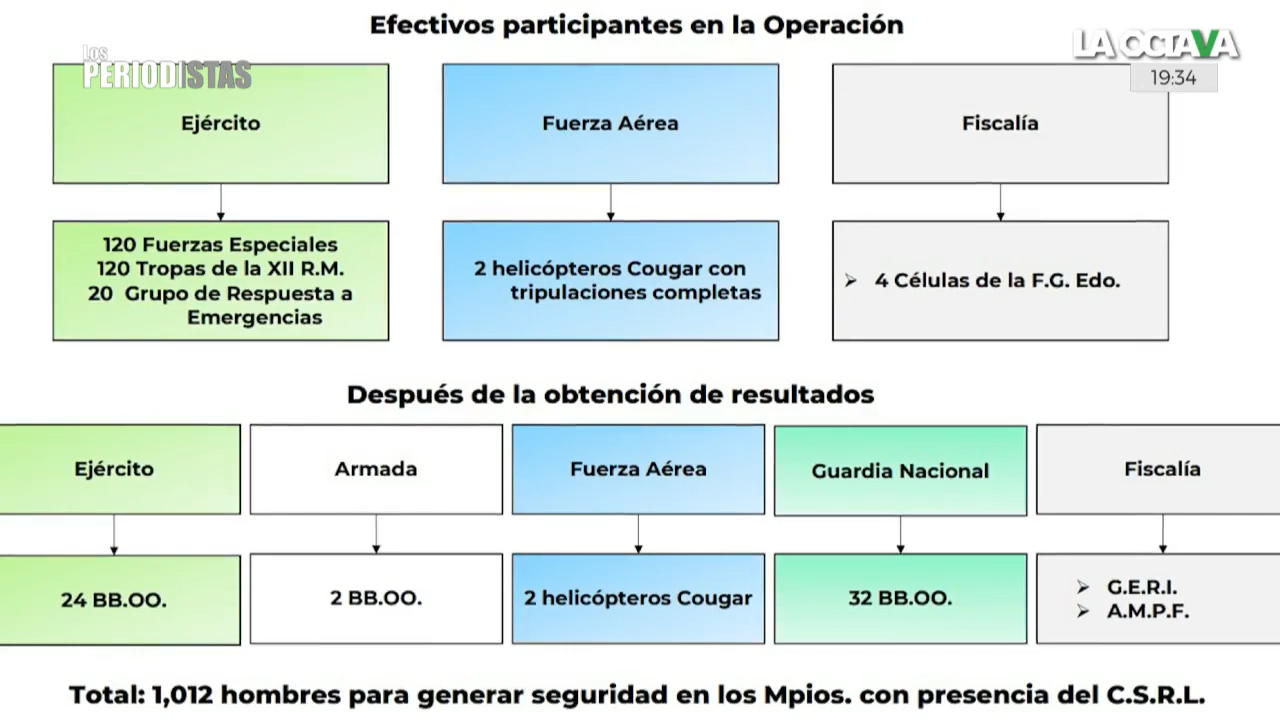 Efectivos participantes en la Operación
Los
PERIODISTAS
LA OCTAVA
19:34
Ejército
Fuerza Aérea
Fiscalía
120 Fuerzas Especiales
120 Tropas de la XII R.M.
20 Grupo de Respuesta a
Emergencias
2 helicópteros Cougar con
tripulaciones completas
➢ 4 Células de la F.G. Edo.
Después de la obtención de resultados
Ejército
Armada
Fuerza Aérea
Guardia Nacional
Fiscalía
24 BB.OO.
2 BB.OO.
2 helicópteros Cougar
32 BB.OO.
➢ G.E.R.I.
➢ A.M.P.F.
Total: 1,012 hombres para generar seguridad en los Mpios. con presencia del C.S.R.L.